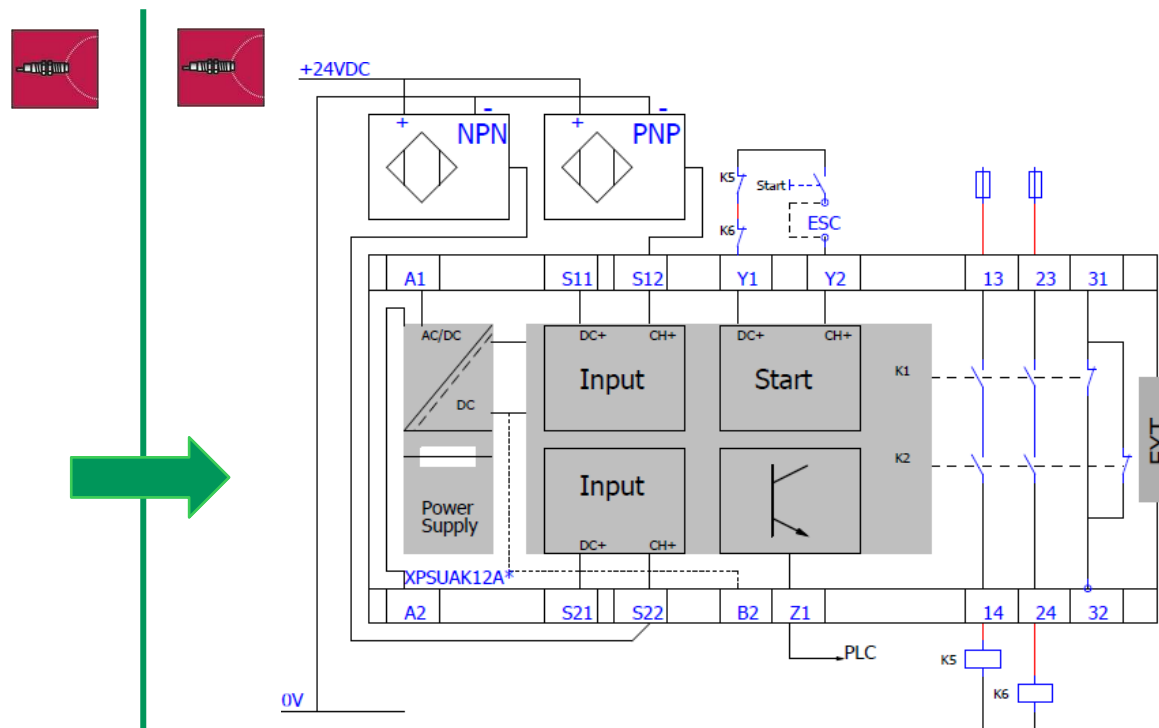 +24VDC
+ - NPN
+ - PNP
K5
Start
ESC
K6
A1 S11 S12 Y1 Y2 13 23 31
AC/DC
DC
DC+ CH+
Input
DC+ CH+
Start
K1
Input
DC+ CH+
K2
Power
Supply
EXT
XPSUAK12A*
A2 S21 S22 B2 Z1 14 24 32
PLC
K5
K6
0V